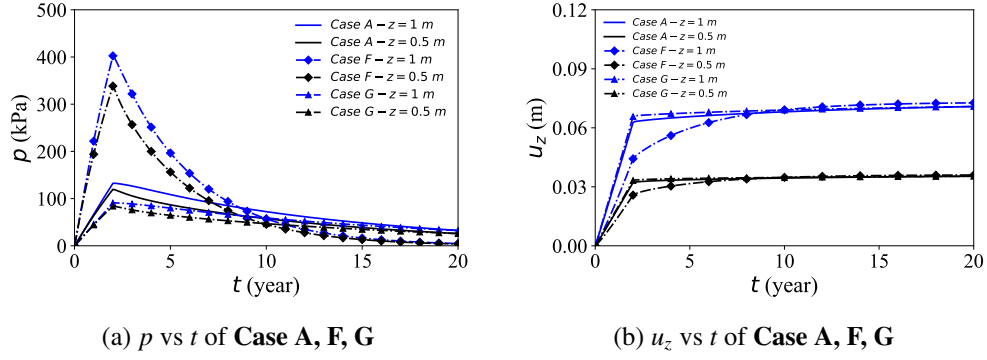 500
400
300
200
100
0
0
5
10
15
20
p (kPa)
t (year)
Case A − z = 1 m
Case A − z = 0.5 m
Case F − z = 1 m
Case F − z = 0.5 m
Case G − z = 1 m
Case G − z = 0.5 m
(a) p vs t of Case A, F, G
0.12
0.09
0.06
0.03
0.00
0
5
10
15
20
u_z (m)
t (year)
Case A − z = 1 m
Case A − z = 0.5 m
Case F − z = 1 m
Case F − z = 0.5 m
Case G − z = 1 m
Case G − z = 0.5 m
(b) u_z vs t of Case A, F, G